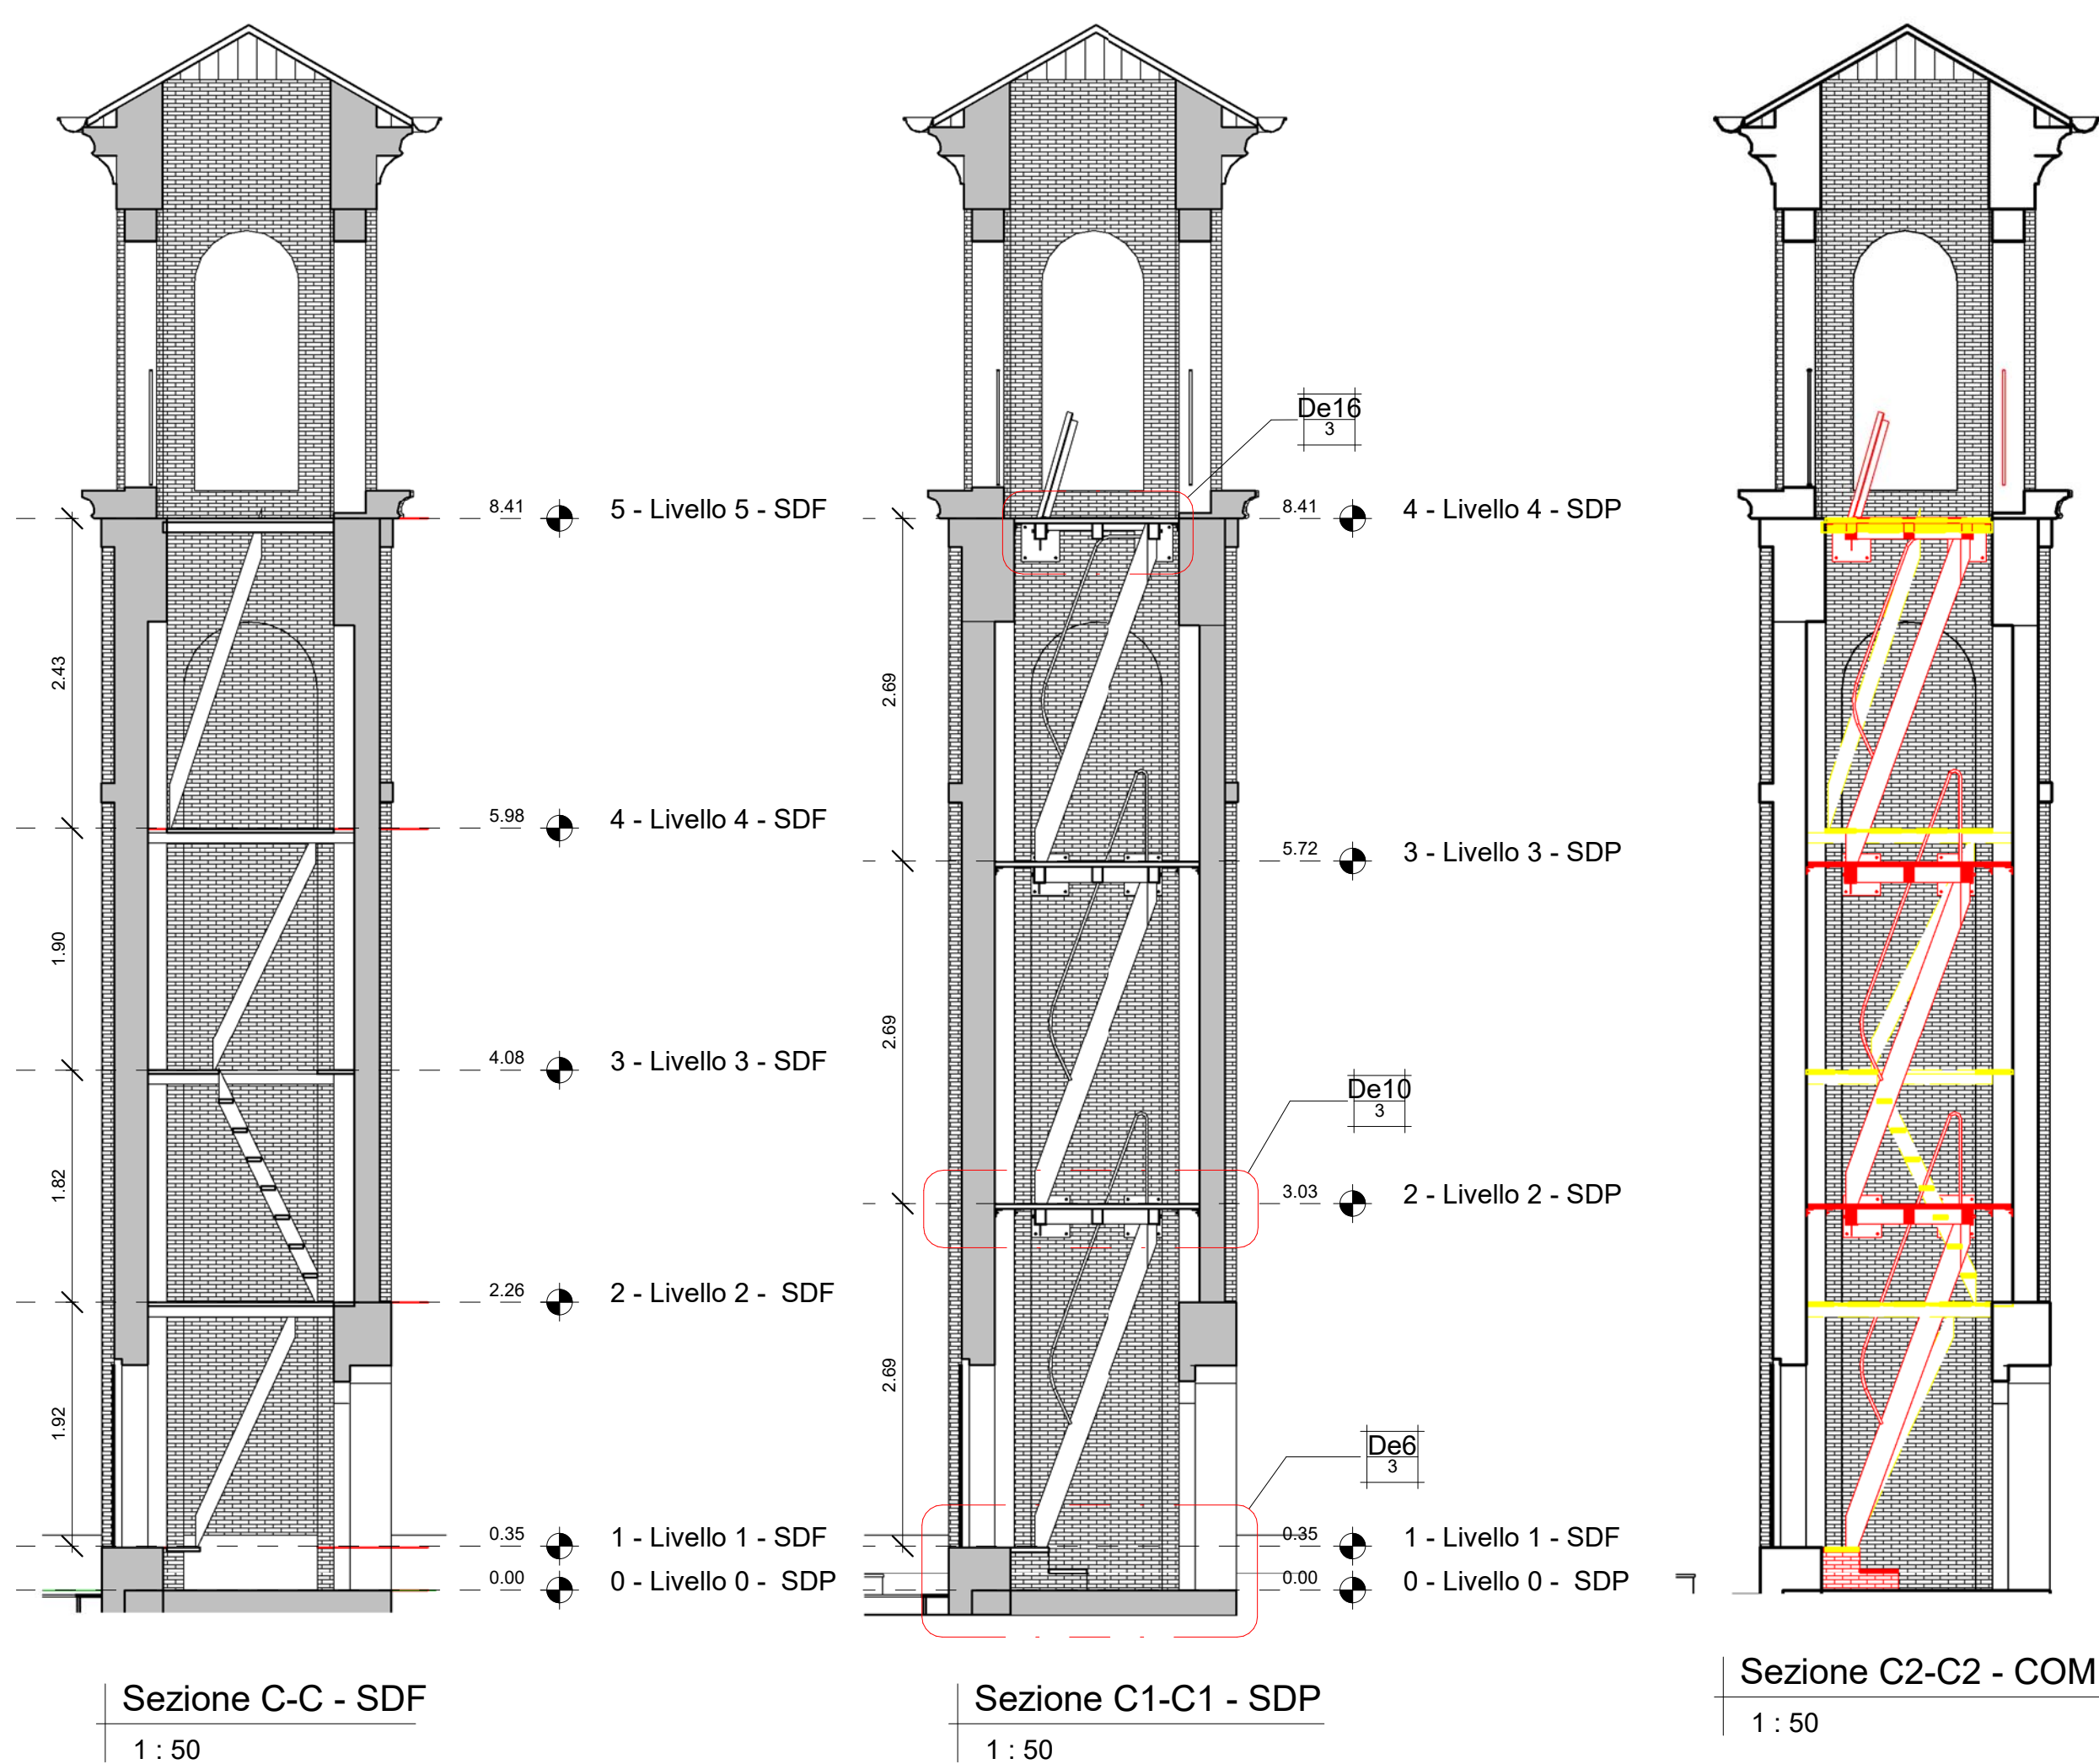 De16
3
8.41
5 - Livello 5 - SDF
8.41
4 - Livello 4 - SDP
2.43
2.69
5.98
4 - Livello 4 - SDF
5.72
3 - Livello 3 - SDP
1.90
2.69
4.08
3 - Livello 3 - SDF
De10
3
1.82
3.03
2 - Livello 2 - SDP
2.26
2 - Livello 2 - SDF
2.69
1.92
De6
3
0.35
1 - Livello 1 - SDF
0.35
1 - Livello 1 - SDF
0.00
0 - Livello 0 - SDP
0.00
0 - Livello 0 - SDP
Sezione C-C - SDF
1 : 50
Sezione C1-C1 - SDP
1 : 50
Sezione C2-C2 - COM
1 : 50